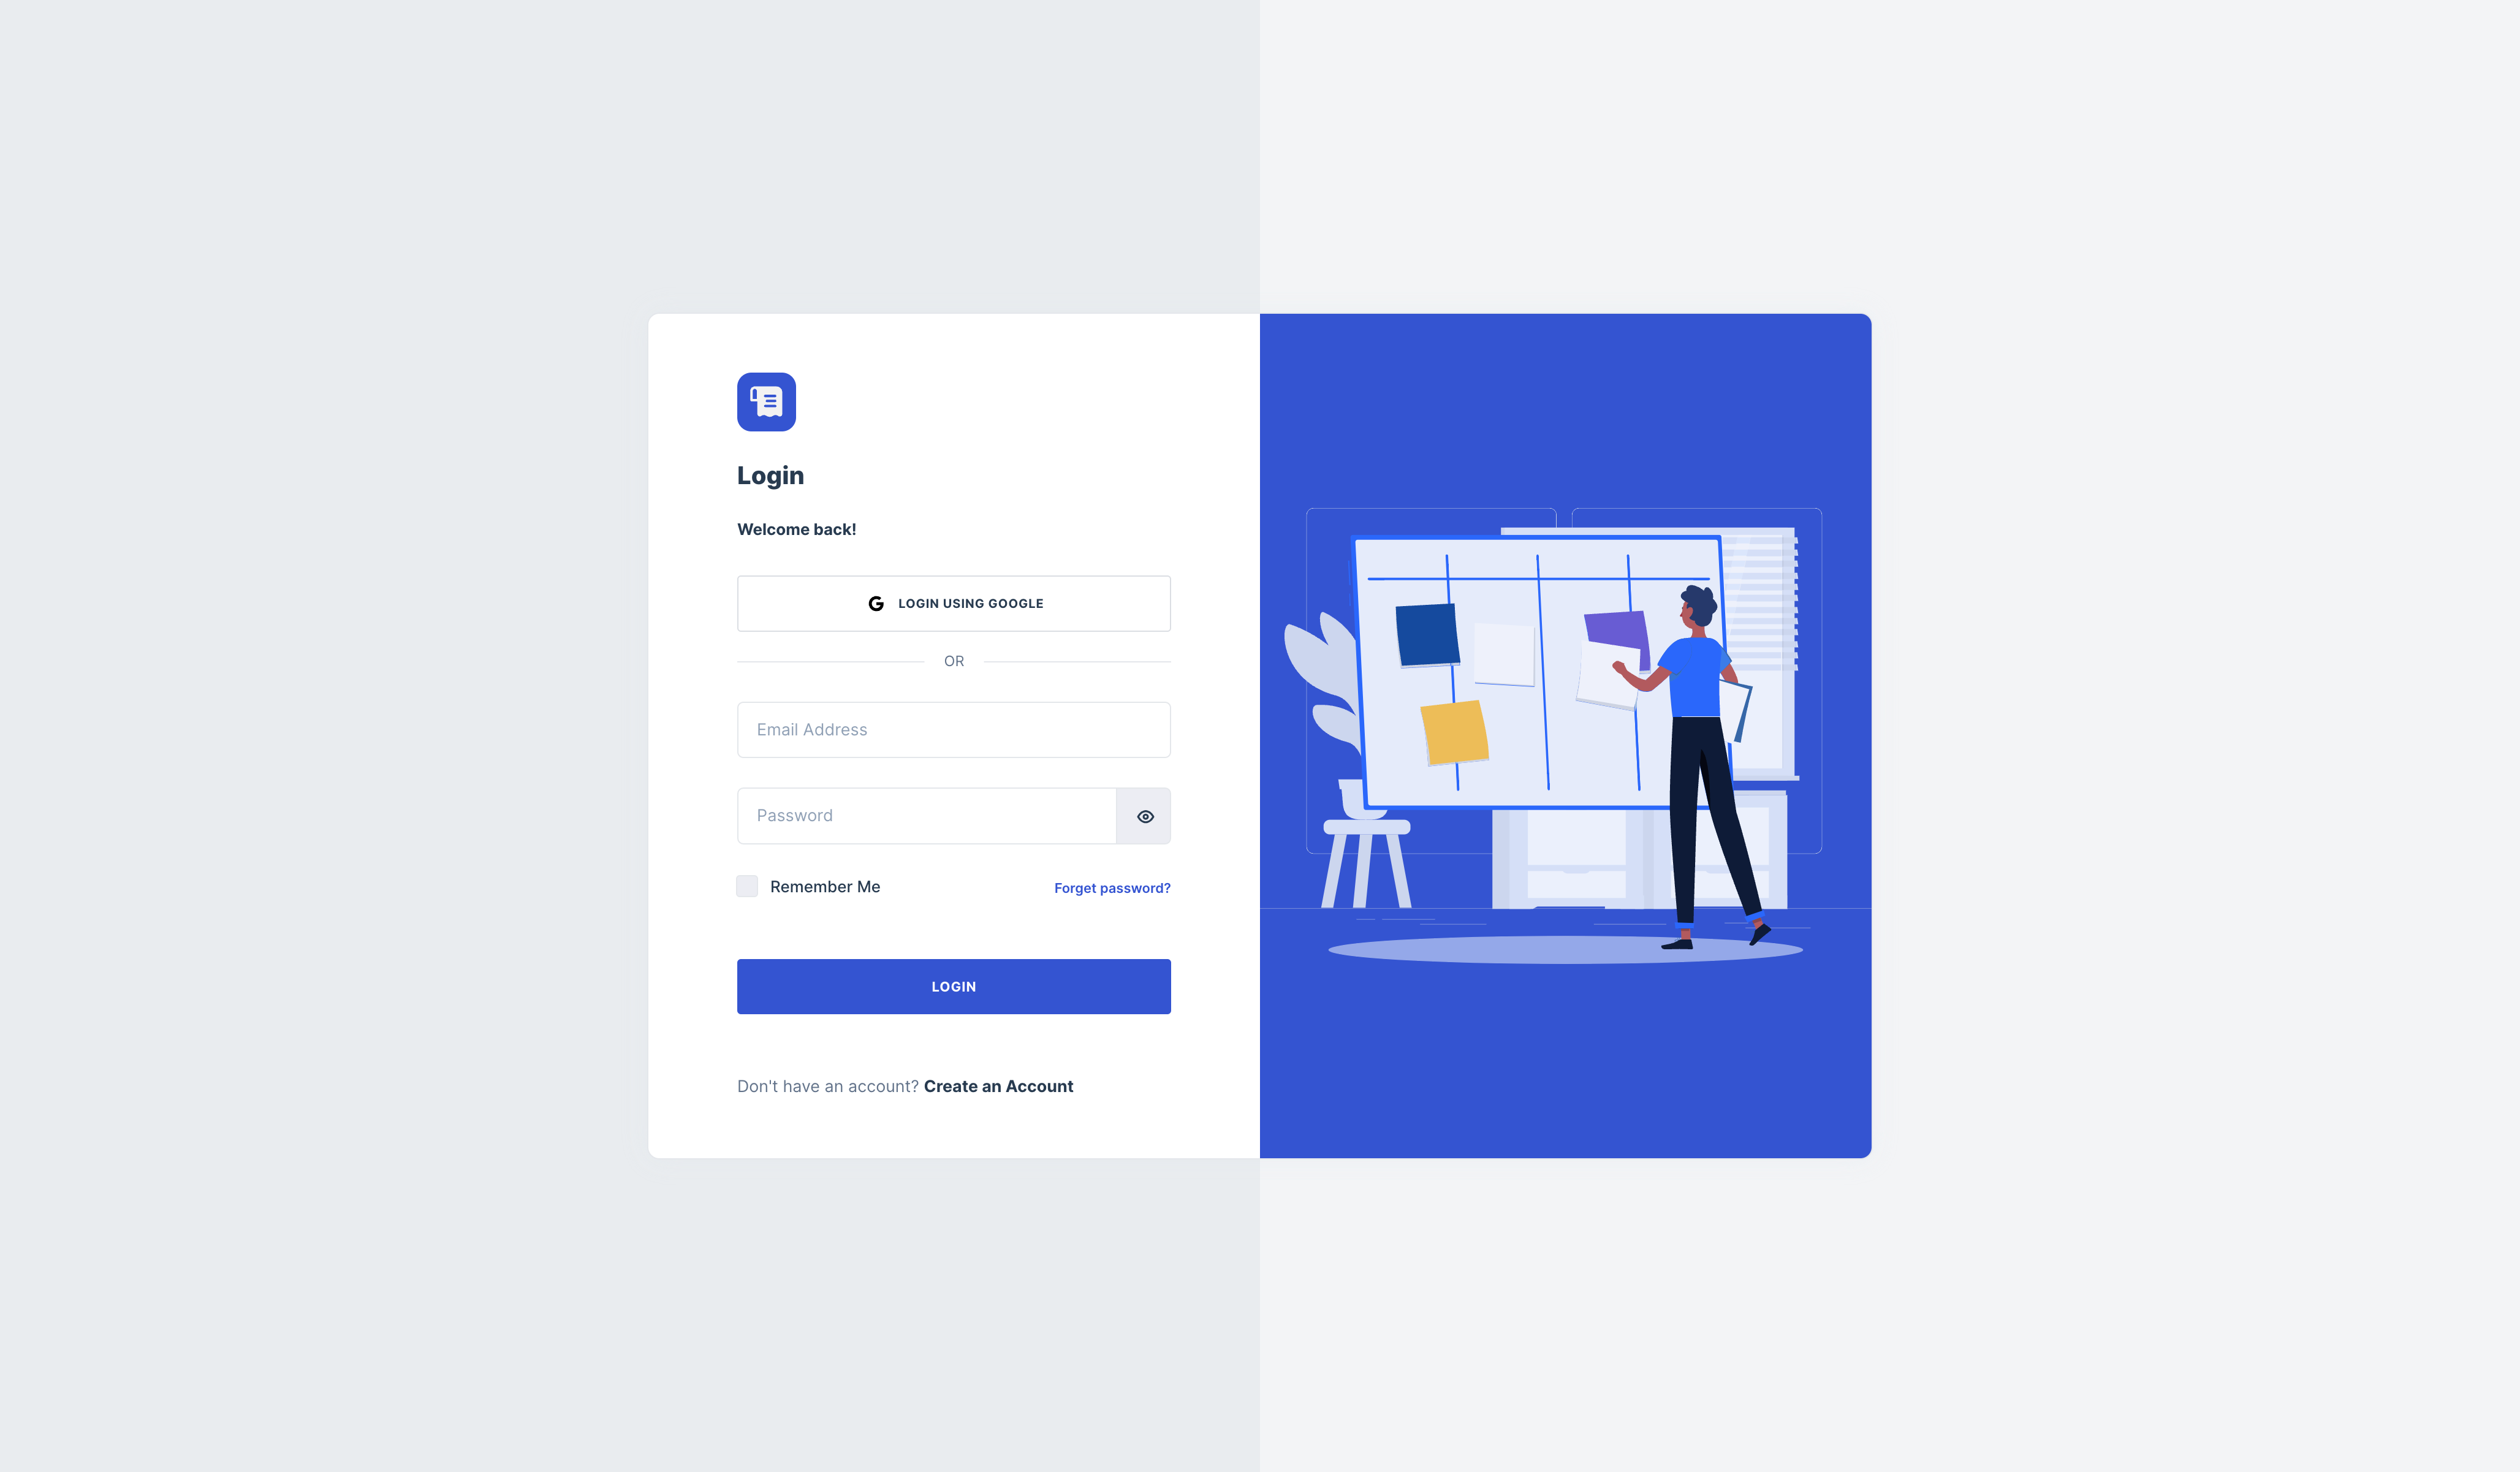 Login
Welcome back!
LOGIN USING GOOGLE
OR
Email Address
Password
Remember Me
Forget password?
LOGIN
Don't have an account? Create an Account